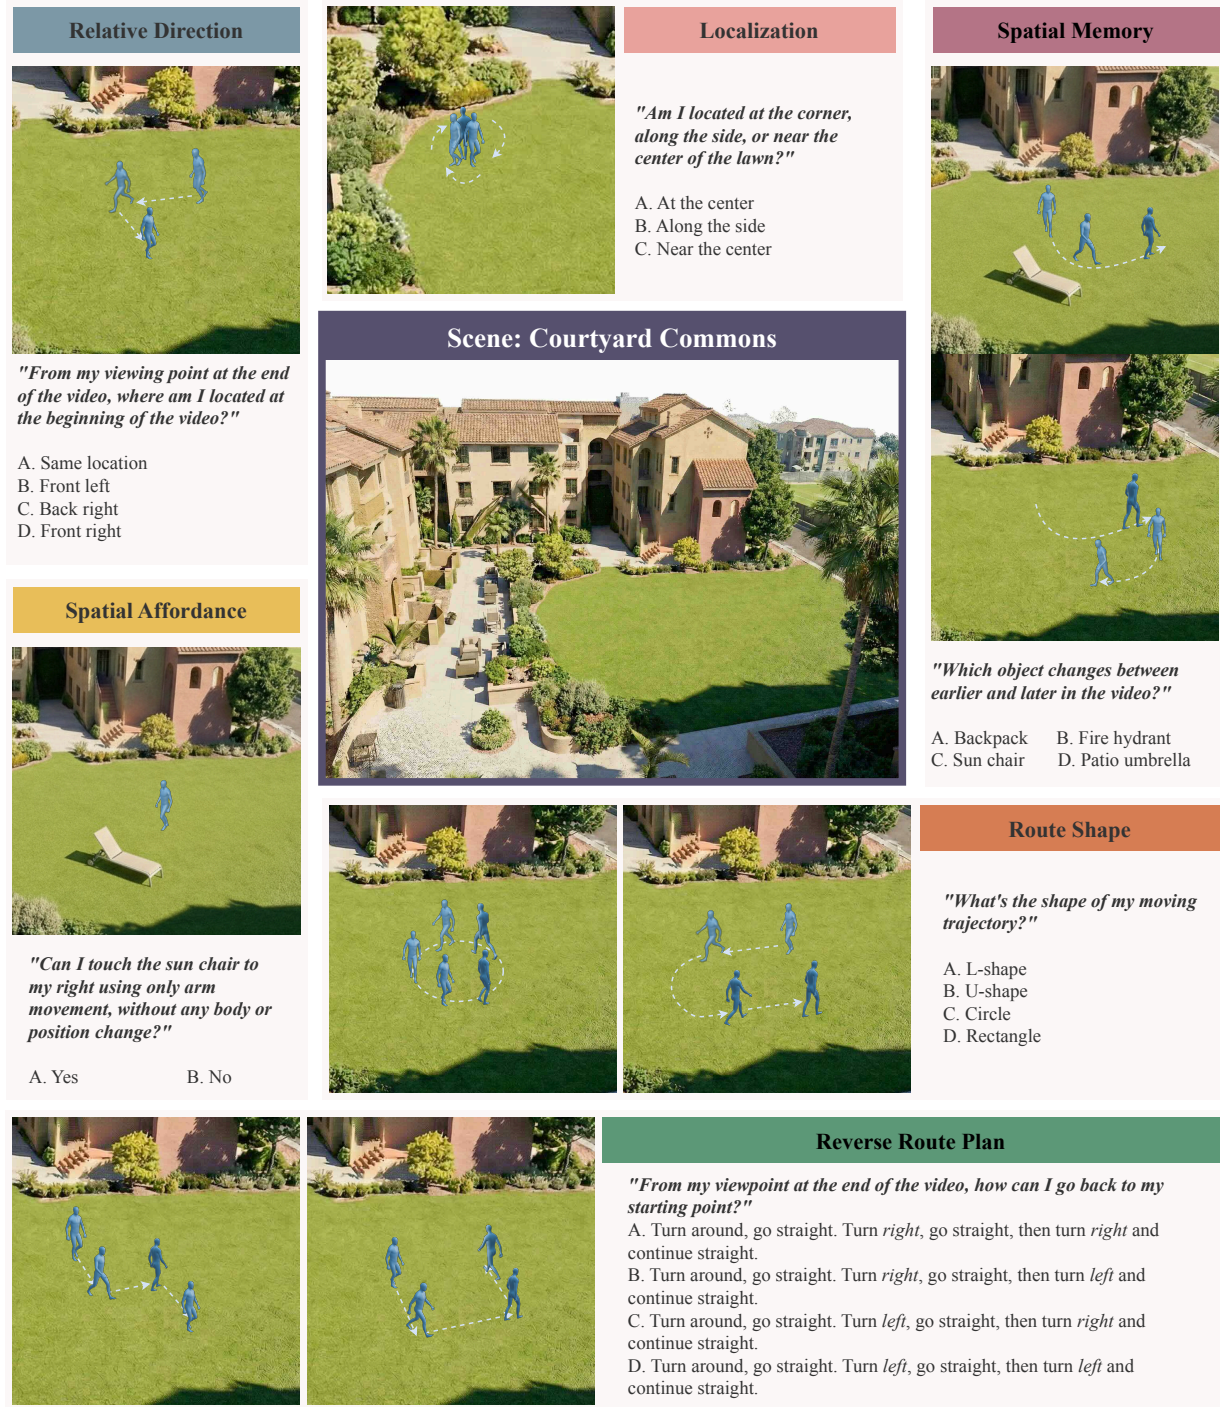 Relative Direction
"From my viewing point at the end
of the video, where am I located at
the beginning of the video?"
A. Same location
B. Front left
C. Back right
D. Front right
Localization
"Am I located at the corner,
along the side, or near the
center of the lawn?"
A. At the center
B. Along the side
C. Near the center
Spatial Memory
"Which object changes between
earlier and later in the video?"
A. Backpack B. Fire hydrant
C. Sun chair D. Patio umbrella
Scene: Courtyard Commons
Spatial Affordance
"Can I touch the sun chair to
my right using only arm
movement, without any body or
position change?"
A. Yes B. No
Route Shape
"What's the shape of my moving
trajectory?"
A. L-shape
B. U-shape
C. Circle
D. Rectangle
Reverse Route Plan
"From my viewpoint at the end of the video, how can I go back to my
starting point?"
A. Turn around, go straight. Turn right, go straight, then turn right and
continue straight.
B. Turn around, go straight. Turn right, go straight, then turn left and
continue straight.
C. Turn around, go straight. Turn left, go straight, then turn right and
continue straight.
D. Turn around, go straight. Turn left, go straight, then turn left and
continue straight.